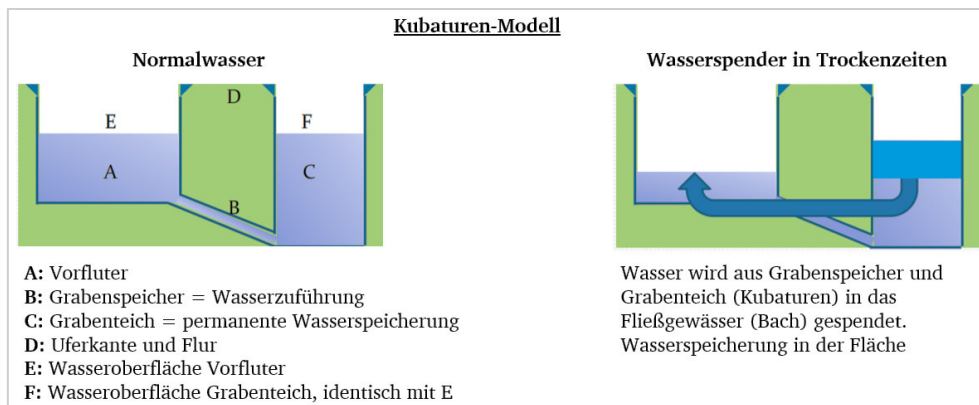 Kubaturen-Modell
Normalwasser
E
D
F
A
C
B
A: Vorfluter
B: Grabenspeicher = Wasserzuführung
C: Grabenteich = permanente Wasserspeicherung
D: Uferkante und Flur
E: Wasseroberfläche Vorfluter
F: Wasseroberfläche Grabenteich, identisch mit E
Wasserspender in Trockenzeiten
Wasser wird aus Grabenspeicher und
Grabenteich (Kubaturen) in das
Fließgewässer (Bach) gespendet.
Wasserspeicherung in der Fläche